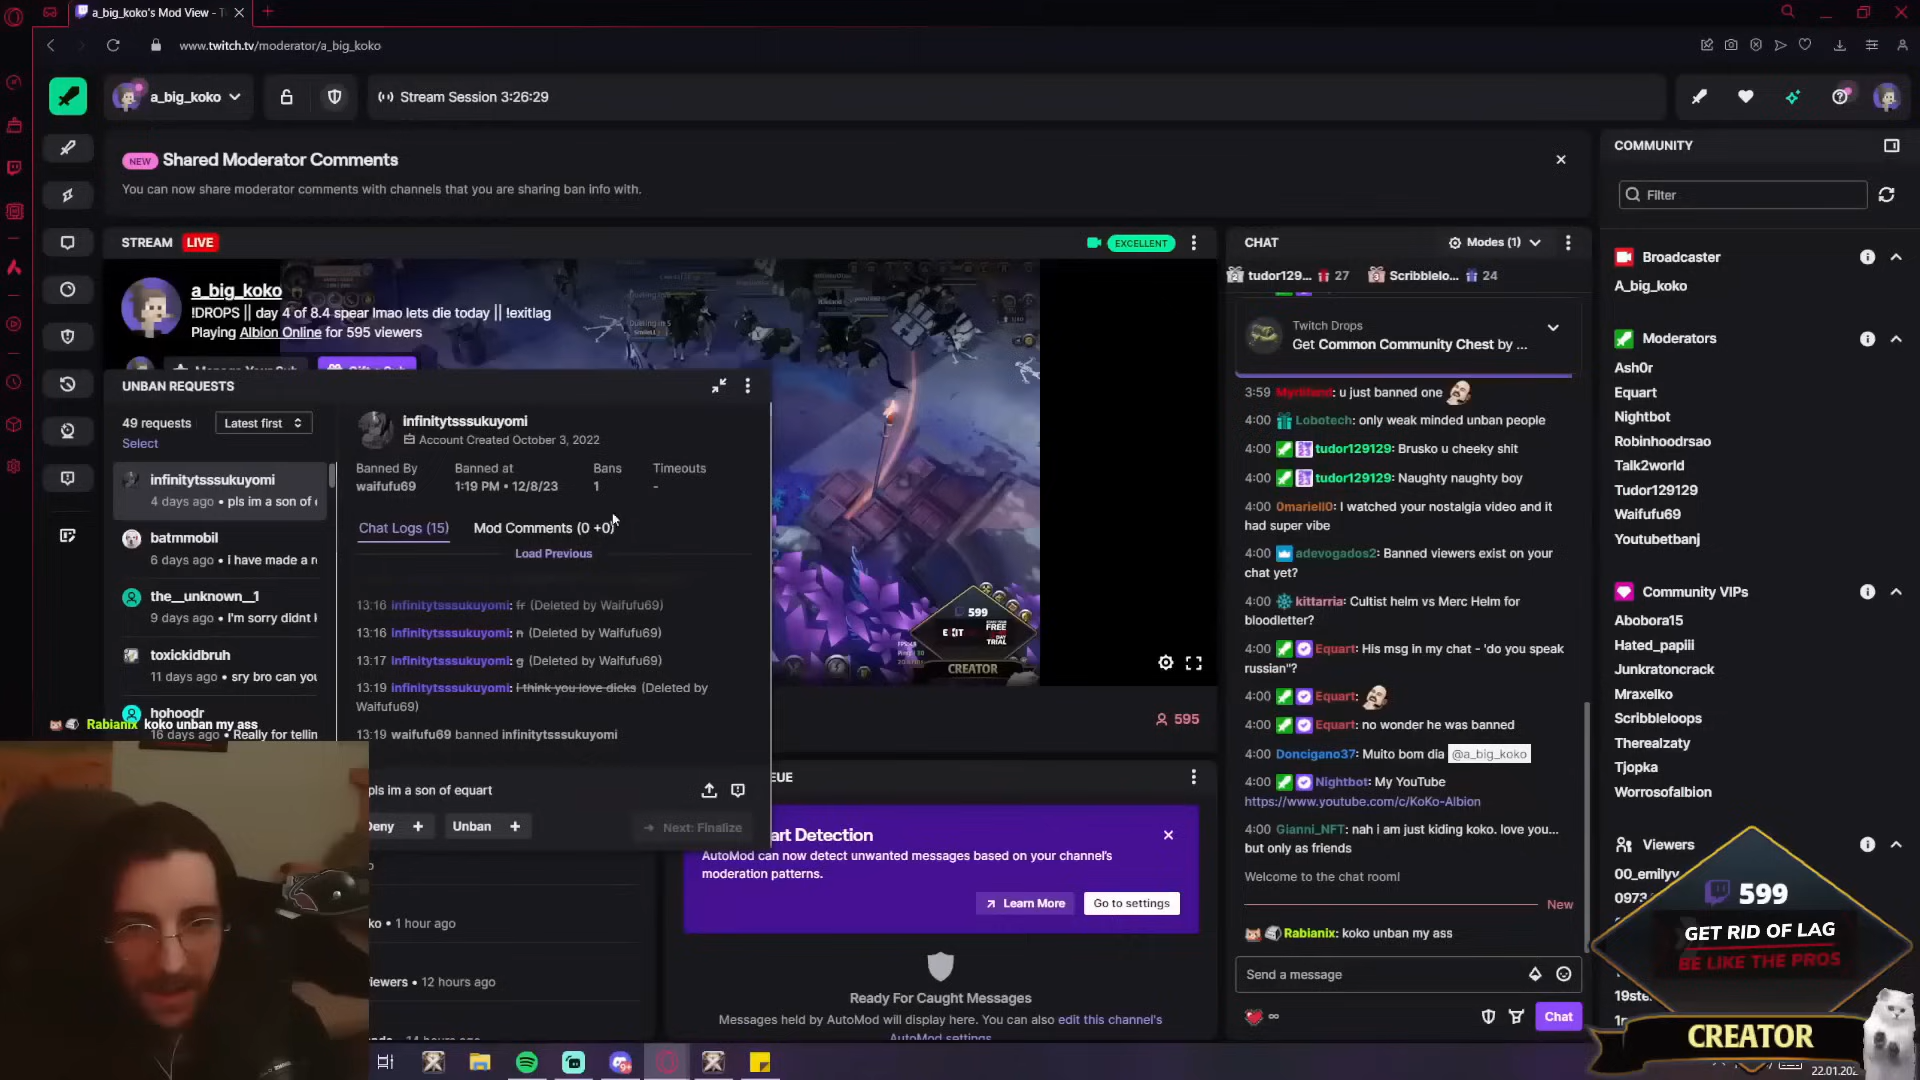 a_big_koko's Mod View - T
www.twitch.tv/moderator/a_big_koko
a_big_koko
Stream Session 3:26:29
NEW Shared Moderator Comments
You can now share moderator comments with channels that you are sharing ban info with.
STREAM LIVE
EXCELLENT
a_big_koko
!DROPS || day 4 of 8.4 spear lmao lets die today || !exitlag
Playing Albion Online for 595 viewers
UNBAN REQUESTS
49 requests
Latest first
Select
infinitytsssukuyomi
4 days ago • pls im a son of e
batmmobil
6 days ago • i have made a r
the__unknown__1
9 days ago • I'm sorry didnt
toxickidbruh
11 days ago • sry bro can you
hohoodr
16 days ago • Really for tellin
Rabianix koko unban my ass
infinitytsssukuyomi
Account Created October 3, 2022
Banned By
waifufu69
Banned at
1:19 PM • 12/8/23
Bans
1
Timeouts
-
Chat Logs (15)
Mod Comments (0 +0)
Load Previous
13:16 infinitytsssukuyomi: fr (Deleted by Waifufu69)
13:16 infinitytsssukuyomi: n (Deleted by Waifufu69)
13:17 infinitytsssukuyomi: g (Deleted by Waifufu69)
13:19 infinitytsssukuyomi: I think you love dicks (Deleted by
Waifufu69)
13:19 waifufu69 banned infinitytsssukuyomi
pls im a son of equart
Deny +
Unban +
Next: Finalize
ko • 1 hour ago
iewers • 12 hours ago
599
CREATOR
595
EUE
art Detection
AutoMod can now detect unwanted messages based on your channel's
moderation patterns.
Learn More
Go to settings
Ready For Caught Messages
Messages held by AutoMod will display here. You can also edit this channel's
AutoMod settings
CHAT
Modes (1)
tudor129... 27
Scribblelo... 24
Twitch Drops
Get Common Community Chest by ...
3:59 Myrlifand: u just banned one
4:00 Lobotech: only weak minded unban people
4:00 tudor129129: Brusko u cheeky shit
4:00 tudor129129: Naughty naughty boy
4:00 0mariell0: I watched your nostalgia video and it
had super vibe
4:00 adevogados2: Banned viewers exist on your
chat yet?
4:00 kittarria: Cultist helm vs Merc Helm for
bloodletter?
4:00 Equart: His msg in my chat - 'do you speak
russian"?
4:00 Equart:
4:00 Equart: no wonder he was banned
4:00 Doncigano37: Muito bom dia @a_big_koko
4:00 Nightbot: My YouTube
https://www.youtube.com/c/KoKo-Albion
4:00 Gianni_NFT: nah i am just kiding koko. love you...
but only as friends
Welcome to the chat room!
New
Rabianix: koko unban my ass
Send a message
Chat
COMMUNITY
Filter
Broadcaster
A_big_koko
Moderators
Ash0r
Equart
Nightbot
Robinhoodrsao
Talk2world
Tudor129129
Waifufu69
Youtubetbanj
Community VIPs
Abobora15
Hated_papiii
Junkratoncrack
Mraxelko
Scribbleloops
Therealzaty
Tjopka
Worrosofalbion
Viewers
00_emilyv
0973
19ste
599
GET RID OF LAG
BE LIKE THE PROS
CREATOR
22.01.202